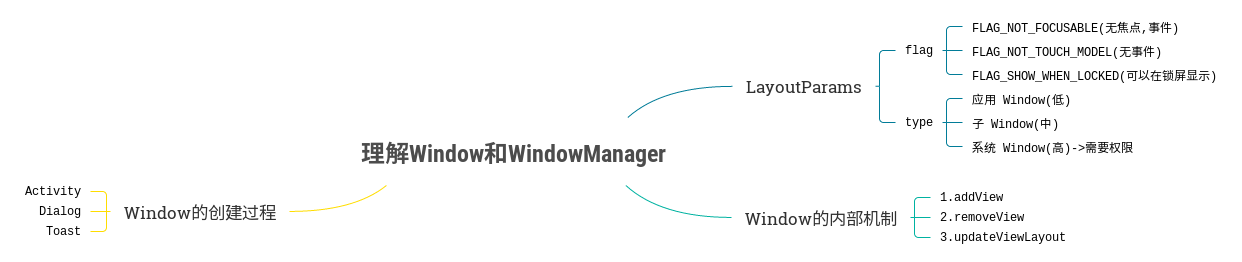 理解Window和WindowManager
LayoutParams
flag
FLAG_NOT_FOCUSABLE(无焦点,事件)
FLAG_NOT_TOUCH_MODEL(无事件)
FLAG_SHOW_WHEN_LOCKED(可以在锁屏显示)
type
应用 Window(低)
子 Window(中)
系统 Window(高)->需要权限
Window的内部机制
1.addView
2.removeView
3.updateViewLayout
Window的创建过程
Activity
Dialog
Toast